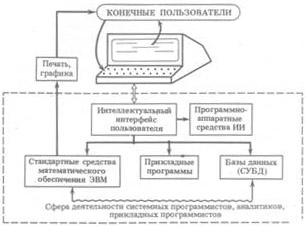 КОНЕЧНЫЕ ПОЛЬЗОВАТЕЛИ
Печать,
графика
Интеллектуальный
интерфейс
пользователя
Программно-
аппаратные
средства ИИ
Стандартные средства
математического
обеспечения ЭВМ
Прикладные
программы
Базы данных
(СУБД)
Сфера деятельности системных программистов, аналитиков,
прикладных программистов